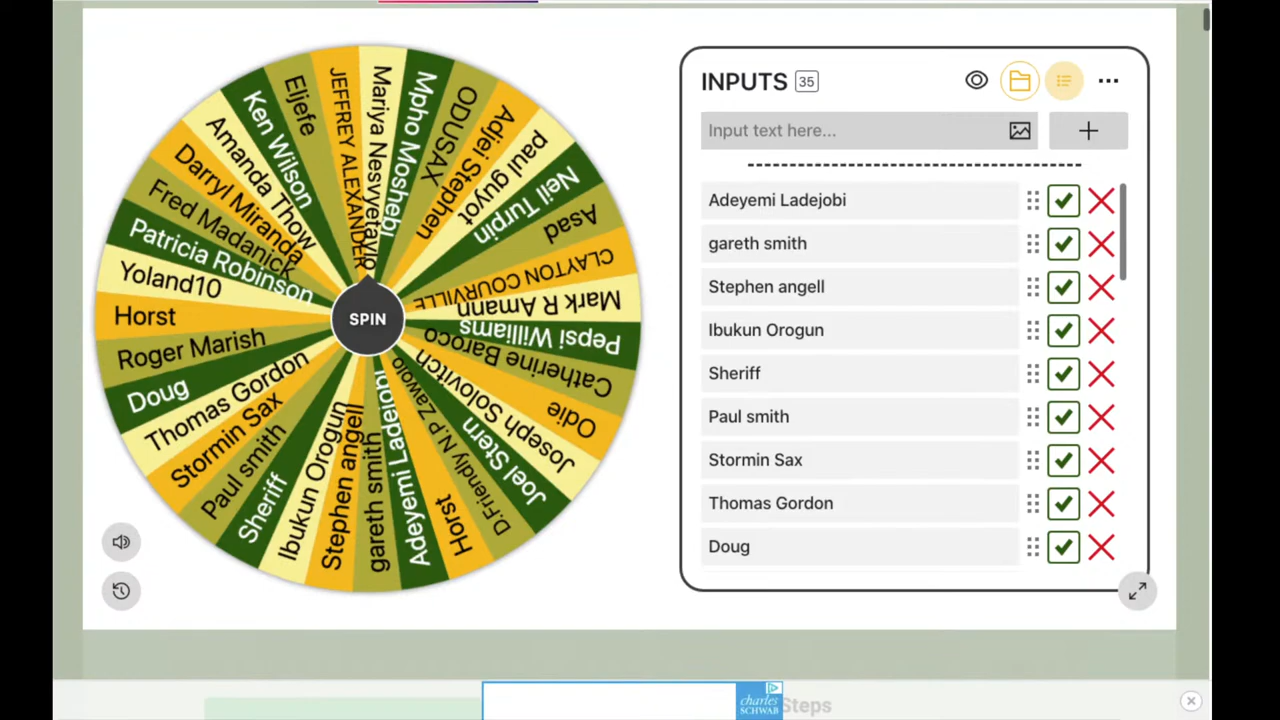 Mariya Nesvyetaylo
Mpho Moshebi
ODUSAX
Adjei Stephen
paul guyot
Neil Turpin
Asad
CLAYTON COURVILLE
Mark R Amann
Pepsi Williams
Catherine Baroco
Odie
Joseph Solovitch
Joel Stern
D.Friendly N.P Zawolo
Horst
Adeyemi Ladejobi
gareth smith
Stephen angell
Ibukun Orogun
Sheriff
Paul smith
Stormin Sax
Thomas Gordon
Doug
Roger Marish
Horst
Yoland10
Patricia Robinson
Fred Madanick
Darryl Miranda
Amanda Thow
Ken Wilson
Eljefe
JEFFREY ALEXANDER
SPIN
INPUTS 35
Input text here...
Adeyemi Ladejobi
gareth smith
Stephen angell
Ibukun Orogun
Sheriff
Paul smith
Stormin Sax
Thomas Gordon
Doug
charles
SCHWAB
Steps